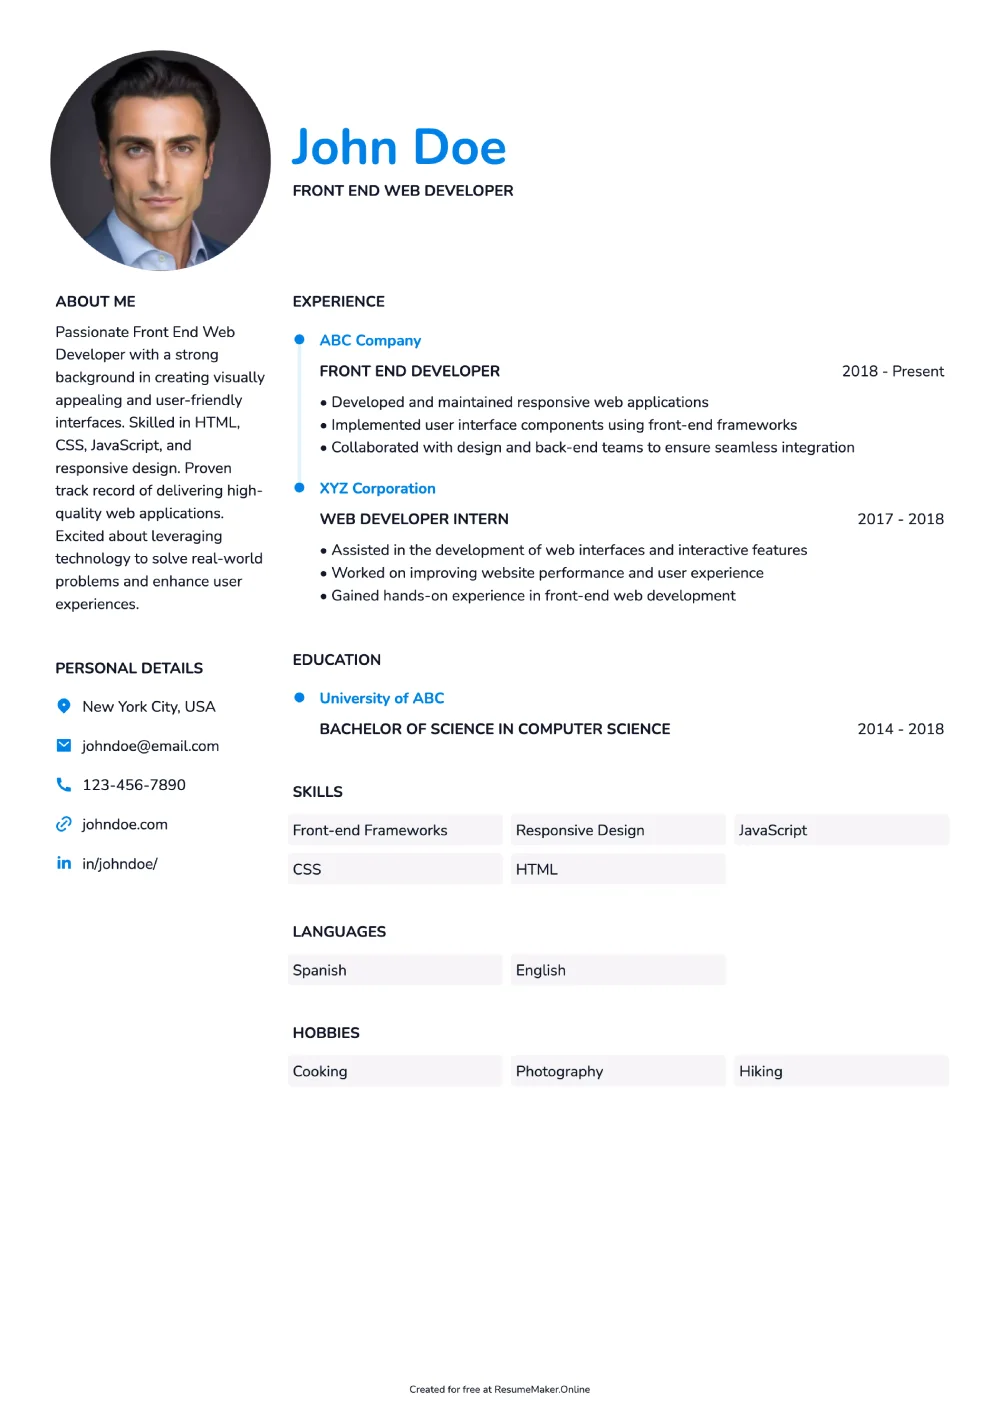 John Doe
FRONT END WEB DEVELOPER
ABOUT ME
Passionate Front End Web
Developer with a strong
background in creating visually
appealing and user-friendly
interfaces. Skilled in HTML,
CSS, JavaScript, and
responsive design. Proven
track record of delivering high-
quality web applications.
Excited about leveraging
technology to solve real-world
problems and enhance user
experiences.
PERSONAL DETAILS
New York City, USA
johndoe@email.com
123-456-7890
johndoe.com
in/johndoe/
EXPERIENCE
ABC Company
FRONT END DEVELOPER 2018 - Present
• Developed and maintained responsive web applications
• Implemented user interface components using front-end frameworks
• Collaborated with design and back-end teams to ensure seamless integration
XYZ Corporation
WEB DEVELOPER INTERN 2017 - 2018
• Assisted in the development of web interfaces and interactive features
• Worked on improving website performance and user experience
• Gained hands-on experience in front-end web development
EDUCATION
University of ABC
BACHELOR OF SCIENCE IN COMPUTER SCIENCE 2014 - 2018
SKILLS
Front-end Frameworks Responsive Design JavaScript
CSS HTML
LANGUAGES
Spanish English
HOBBIES
Cooking Photography Hiking
Created for free at ResumeMaker.Online